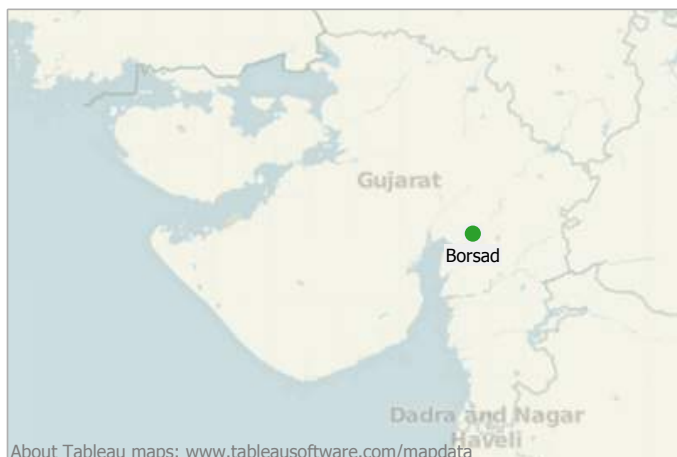 Gujarat
Borsad
Dadra and Nagar
Haveli
About Tableau maps: www.tableausoftware.com/mapdata